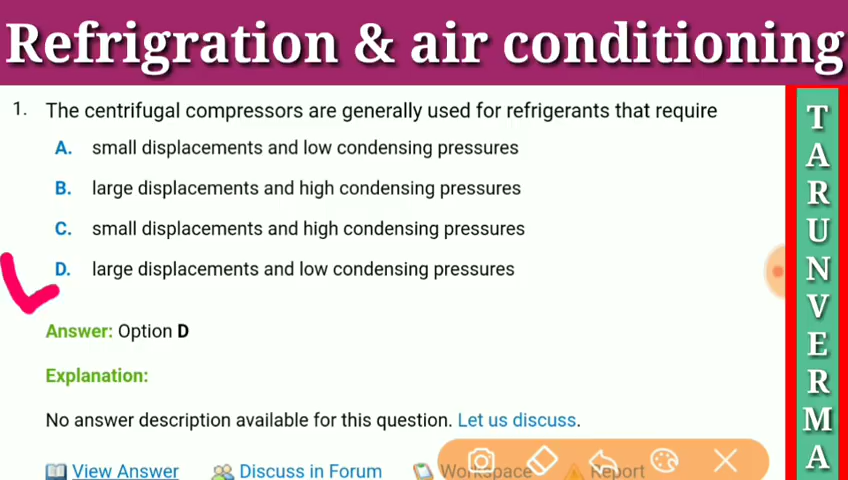 Refrigration & air conditioning
1. The centrifugal compressors are generally used for refrigerants that require
A. small displacements and low condensing pressures
B. large displacements and high condensing pressures
C. small displacements and high condensing pressures
D. large displacements and low condensing pressures
Answer: Option D
Explanation:
No answer description available for this question. Let us discuss.
View Answer Discuss in Forum Workspace Report
TARUNVERMA